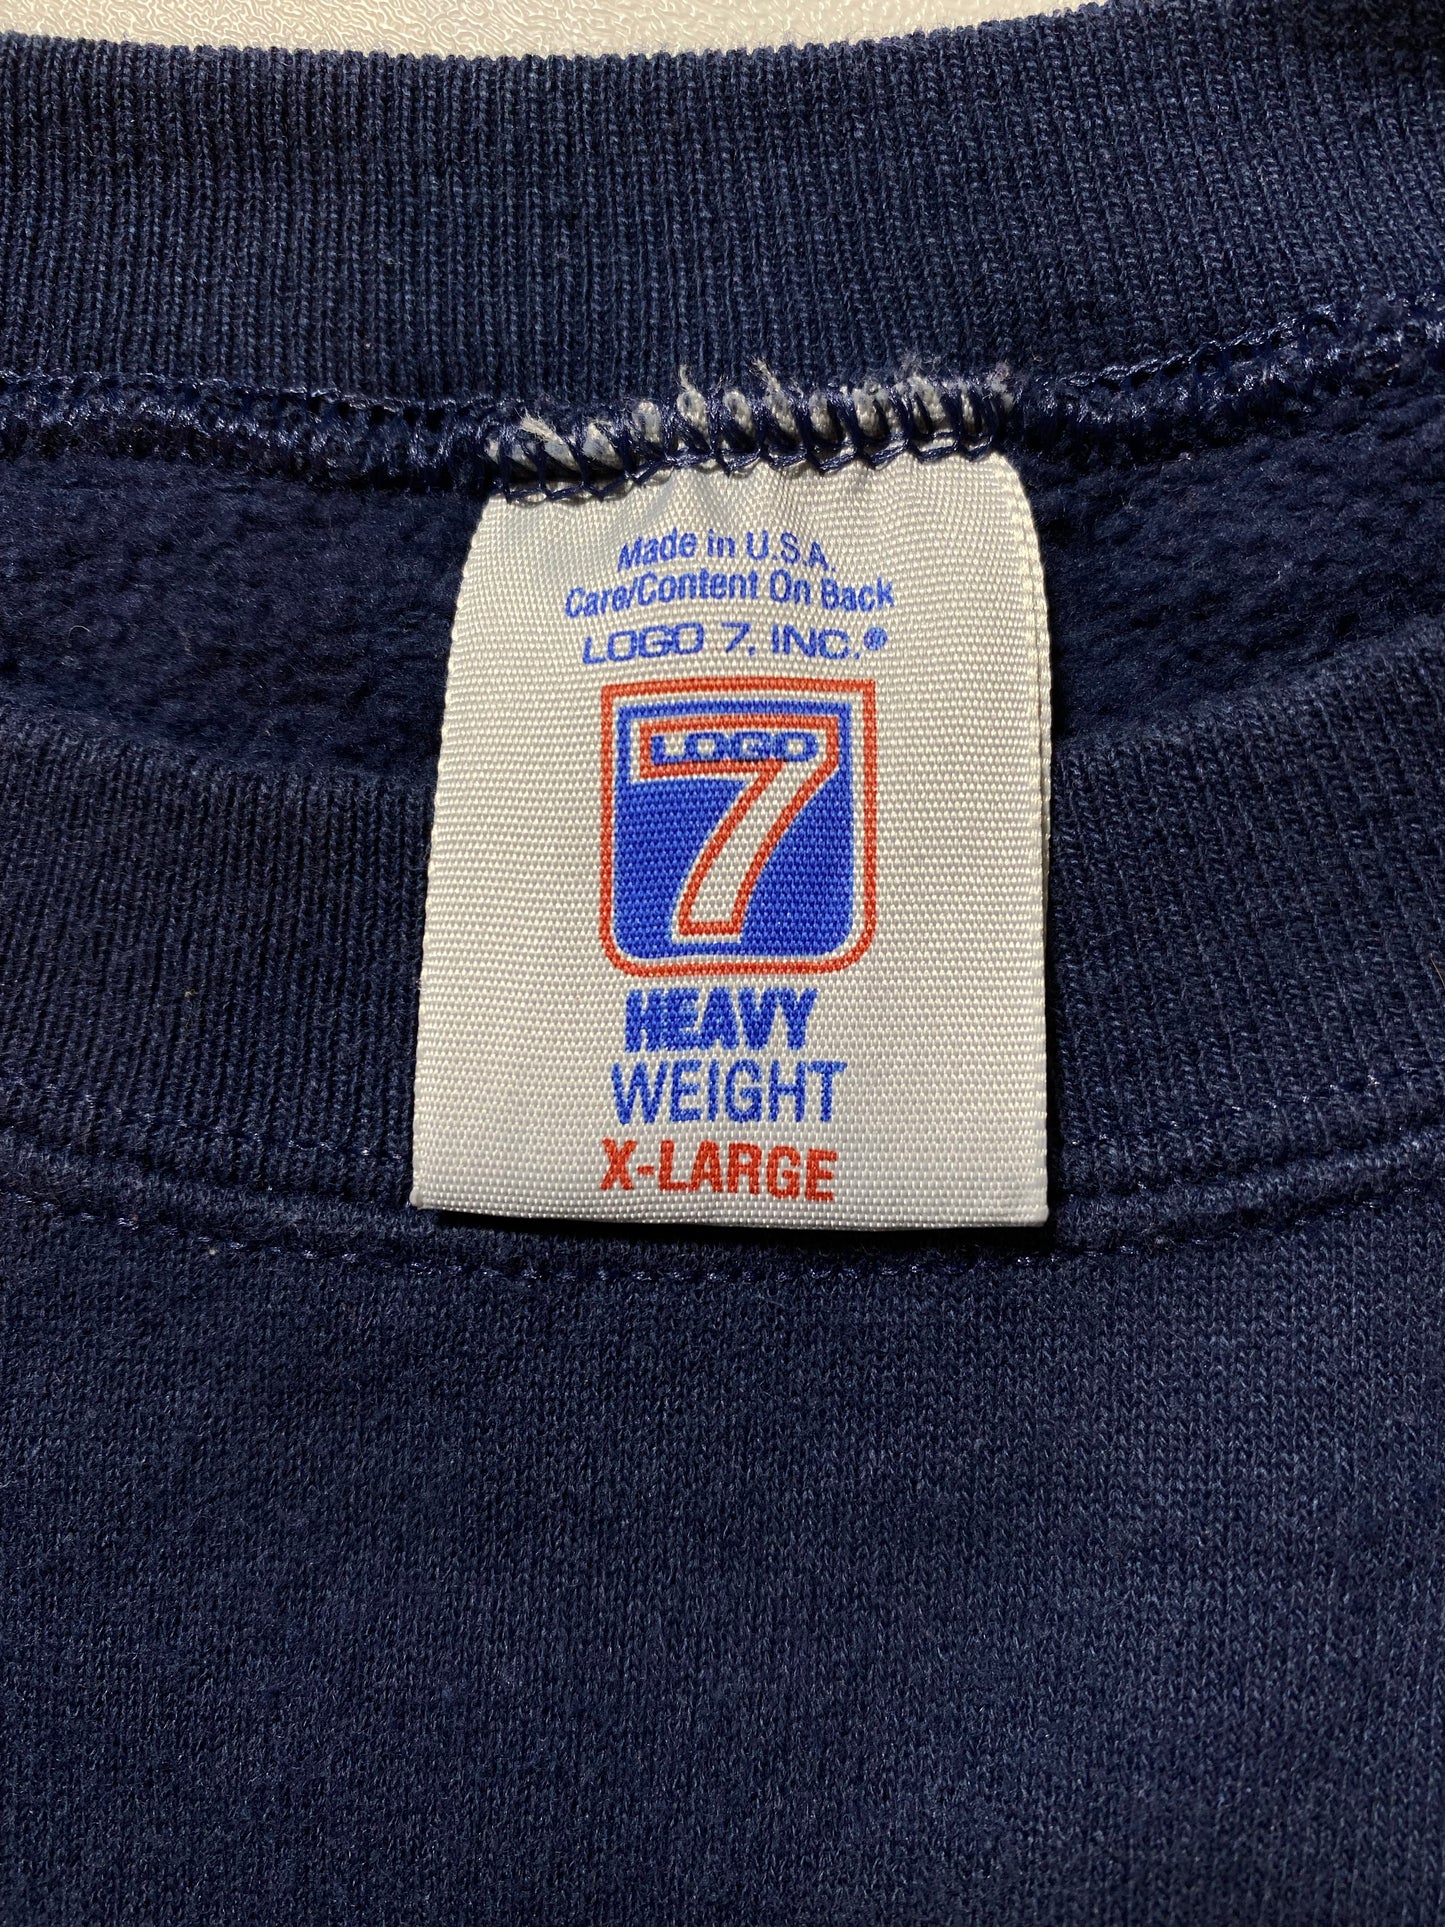 Made in U.S.A.
Care/Content On Back
LOGO 7, INC.®
LOGO
7
HEAVY
WEIGHT
X-LARGE